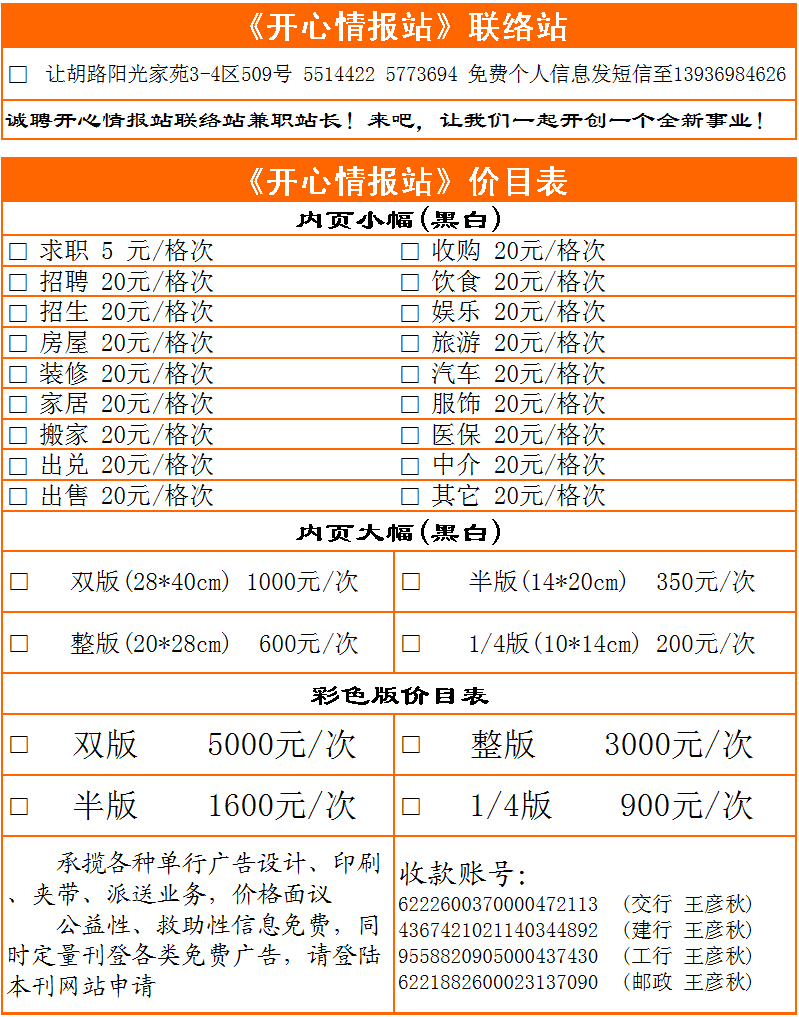 《开心情报站》联络站
□ 让胡路阳光家苑3-4区509号 5514422 5773694 免费个人信息发短信至13936984626
诚聘开心情报站联络站兼职站长！来吧，让我们一起开创一个全新事业！
《开心情报站》价目表
内页小幅(黑白)
□ 求职 5 元/格次 □ 收购 20元/格次
□ 招聘 20元/格次 □ 饮食 20元/格次
□ 招生 20元/格次 □ 娱乐 20元/格次
□ 房屋 20元/格次 □ 旅游 20元/格次
□ 装修 20元/格次 □ 汽车 20元/格次
□ 家居 20元/格次 □ 服饰 20元/格次
□ 搬家 20元/格次 □ 医保 20元/格次
□ 出兑 20元/格次 □ 中介 20元/格次
□ 出售 20元/格次 □ 其它 20元/格次
内页大幅(黑白)
□ 双版(28*40cm) 1000元/次 □ 半版(14*20cm) 350元/次
□ 整版(20*28cm) 600元/次 □ 1/4版(10*14cm) 200元/次
彩色版价目表
□ 双版 5000元/次 □ 整版 3000元/次
□ 半版 1600元/次 □ 1/4版 900元/次
承揽各种单行广告设计、印刷
、夹带、派送业务，价格面议
公益性、救助性信息免费，同
时定量刊登各类免费广告，请登陆
本刊网站申请
收款账号：
6222600370000472113 (交行 王彦秋)
4367421021140344892 (建行 王彦秋)
9558820905000437430 (工行 王彦秋)
6221882600023137090 (邮政 王彦秋)